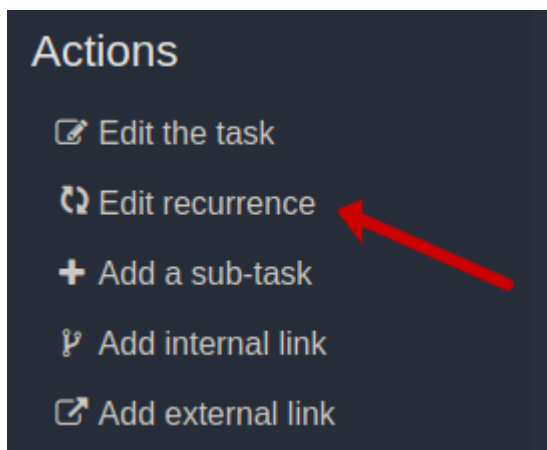 Actions
Edit the task
Edit recurrence
Add a sub-task
Add internal link
Add external link